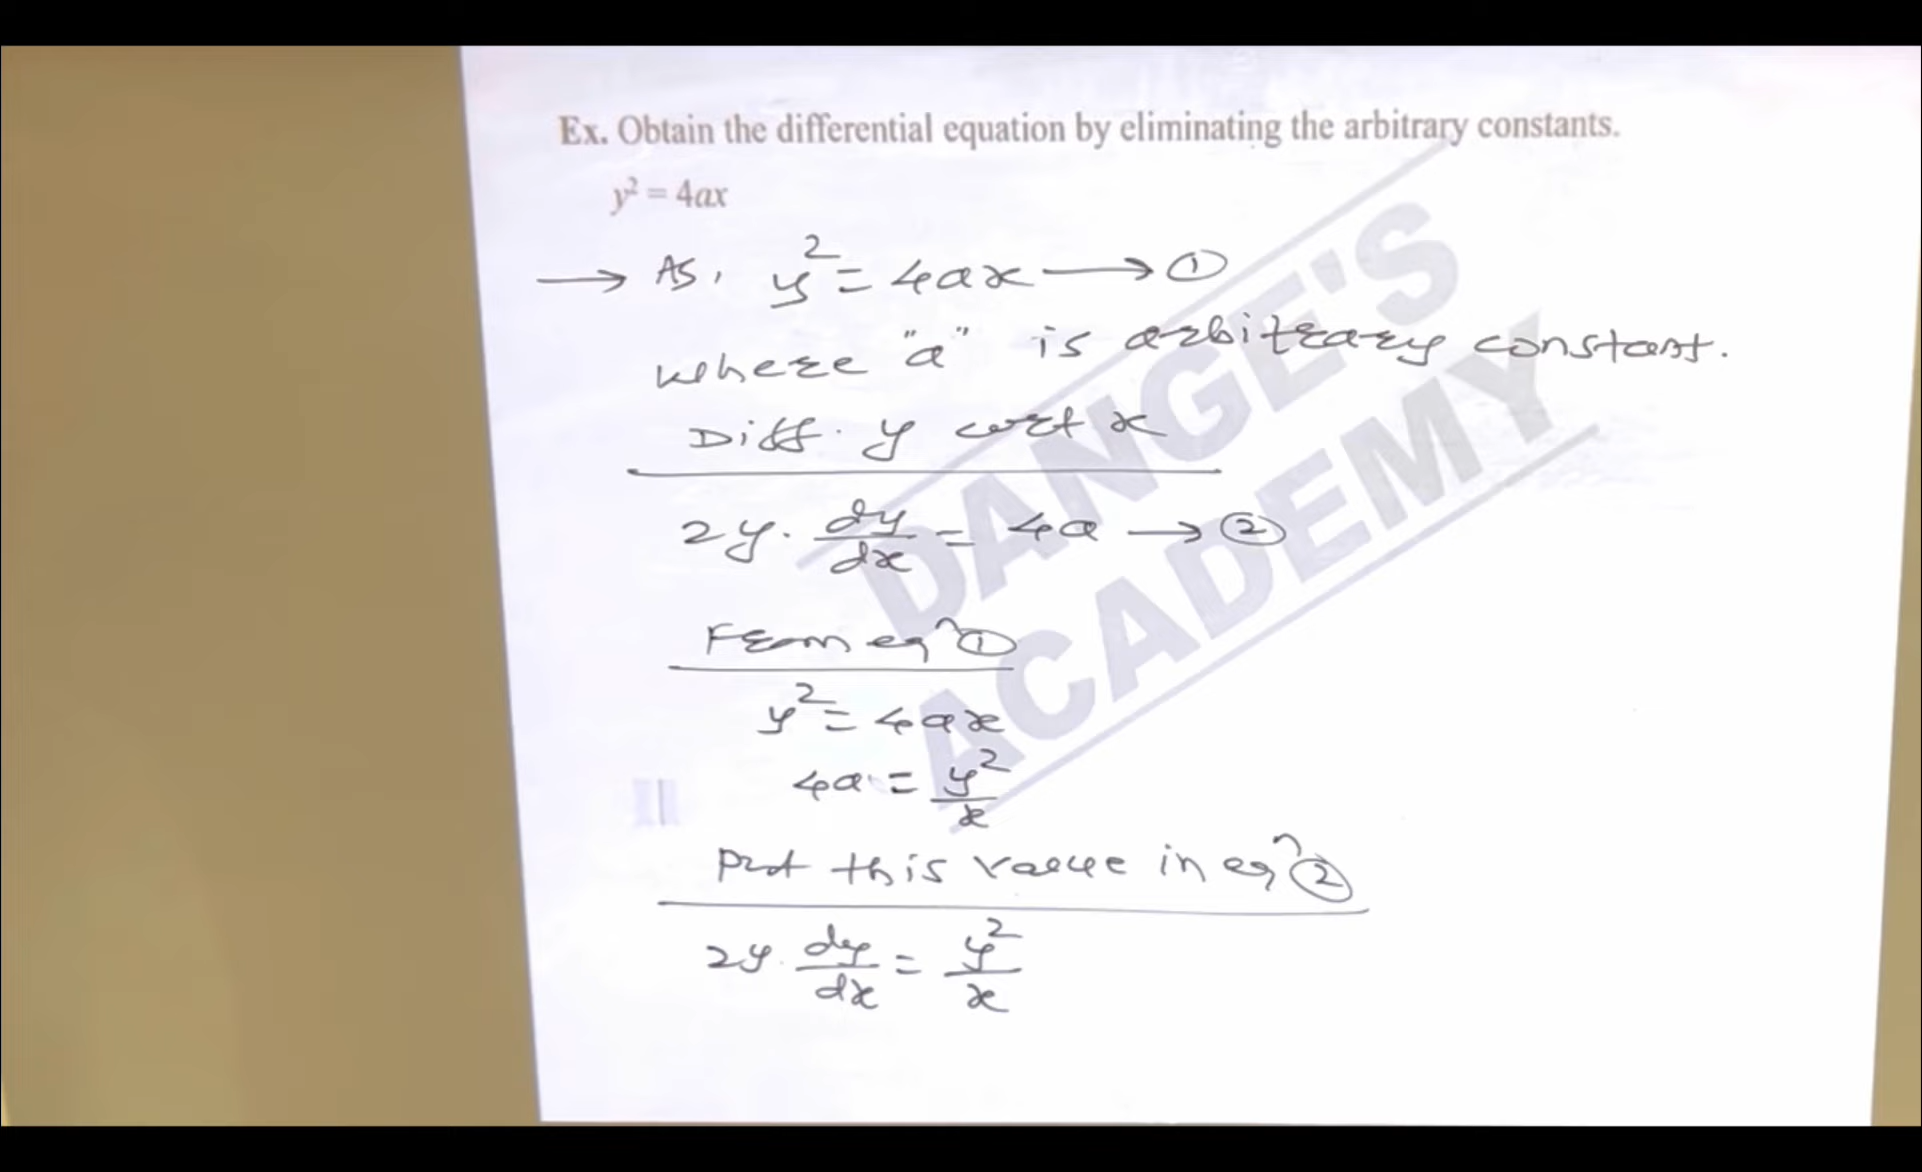 Ex. Obtain the differential equation by eliminating the arbitrary constants.
y² = 4ax
→ As, y² = 4ax → ①
where "a" is arbitrary constant.
Diff. y wrt x
2y. dy/dx = 4a → ②
From eqⁿ ①
y² = 4ax
4a = y²/x
Put this value in eqⁿ ②
2y. dy/dx = y²/x
DANGE'S
ACADEMY